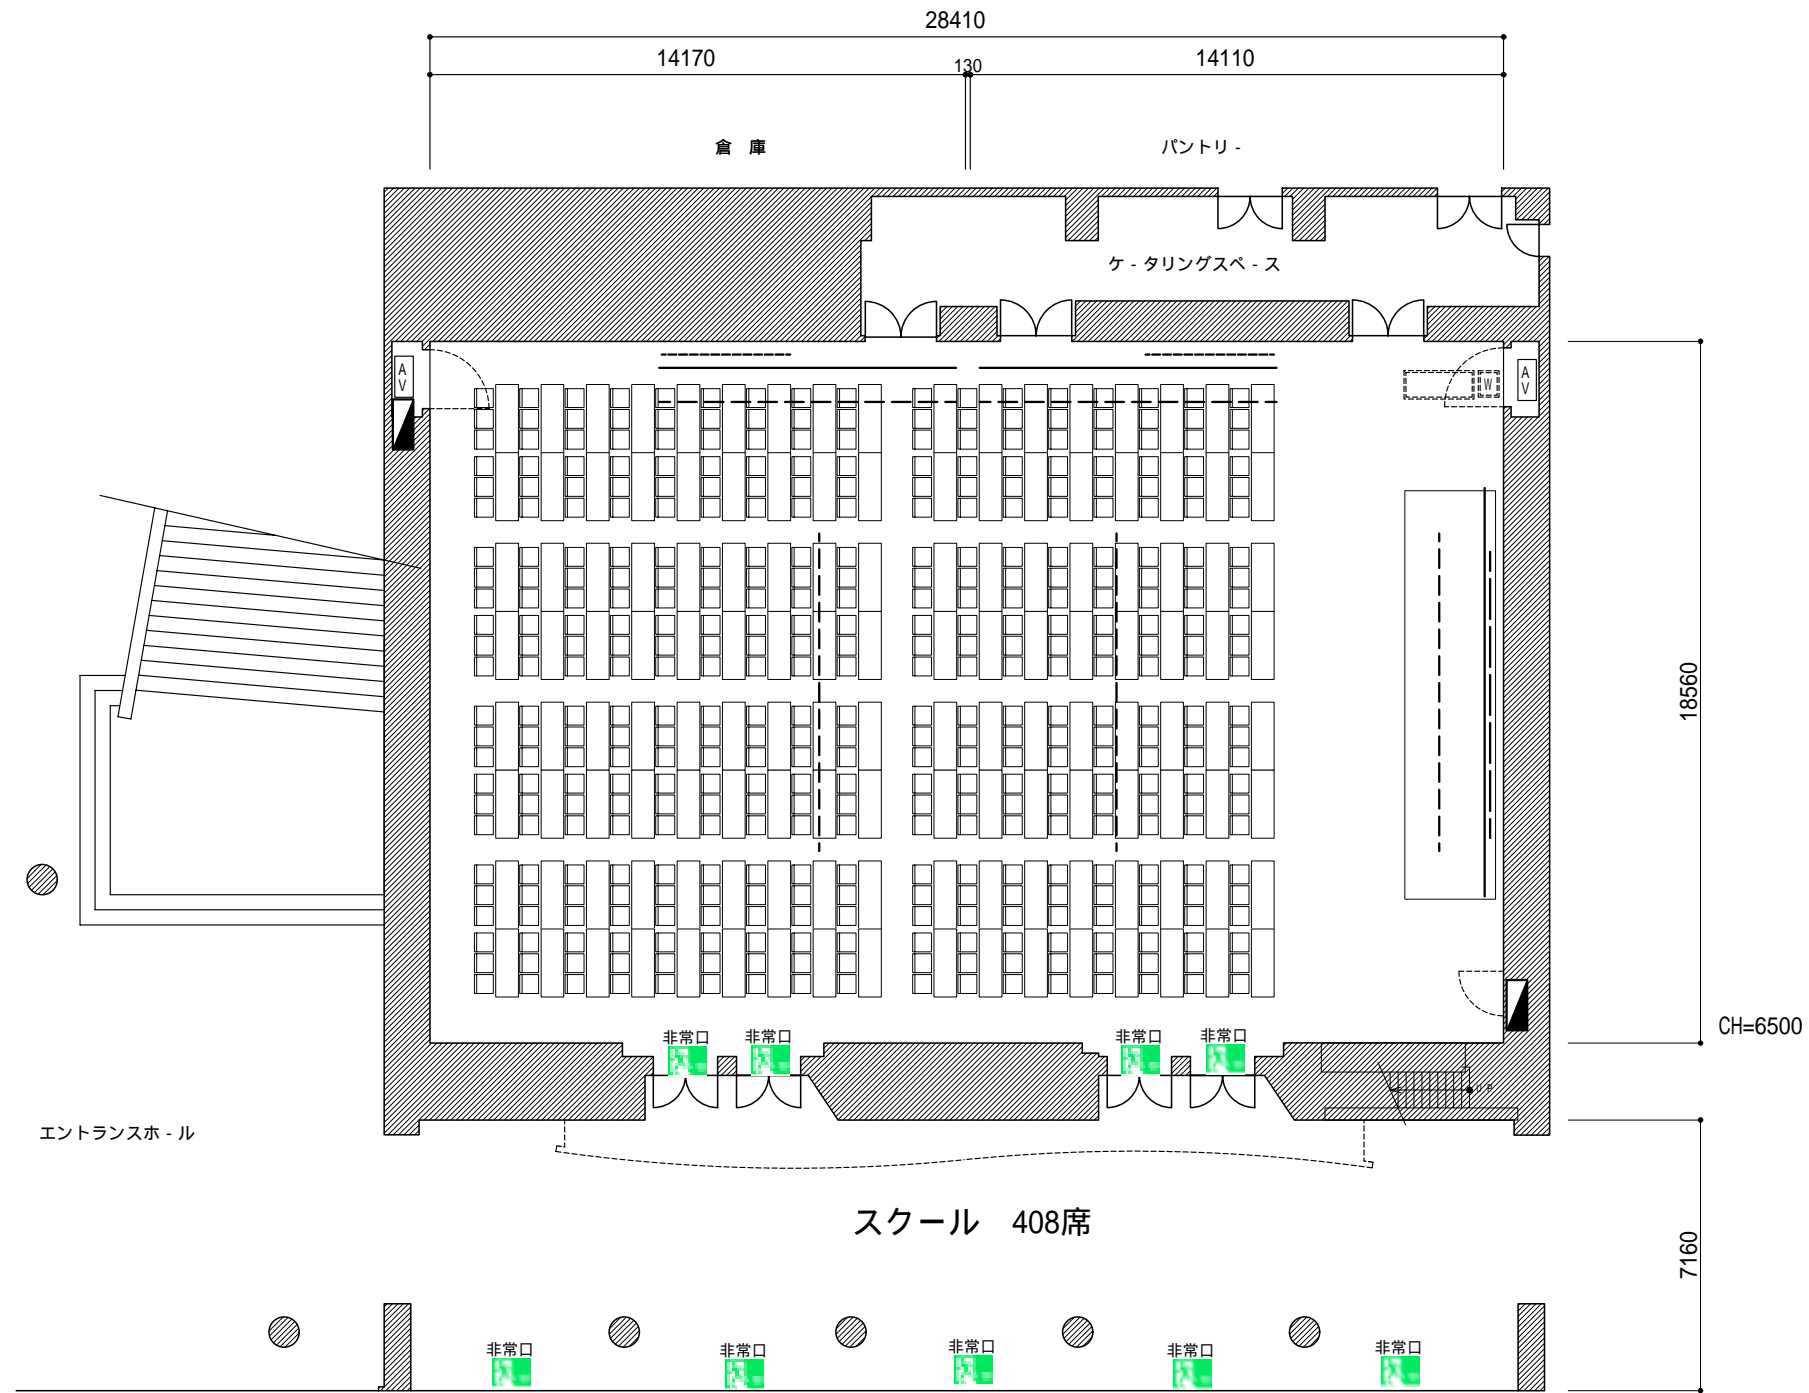 28410
14170
130
14110
倉 庫
パントリ -
ケ - タリングスペ - ス
A
V
W
A
V
18560
非常口
非常口
非常口
非常口
CH=6500
UP
エントランスホ - ル
スクール 408席
7160
非常口
非常口
非常口
非常口
非常口